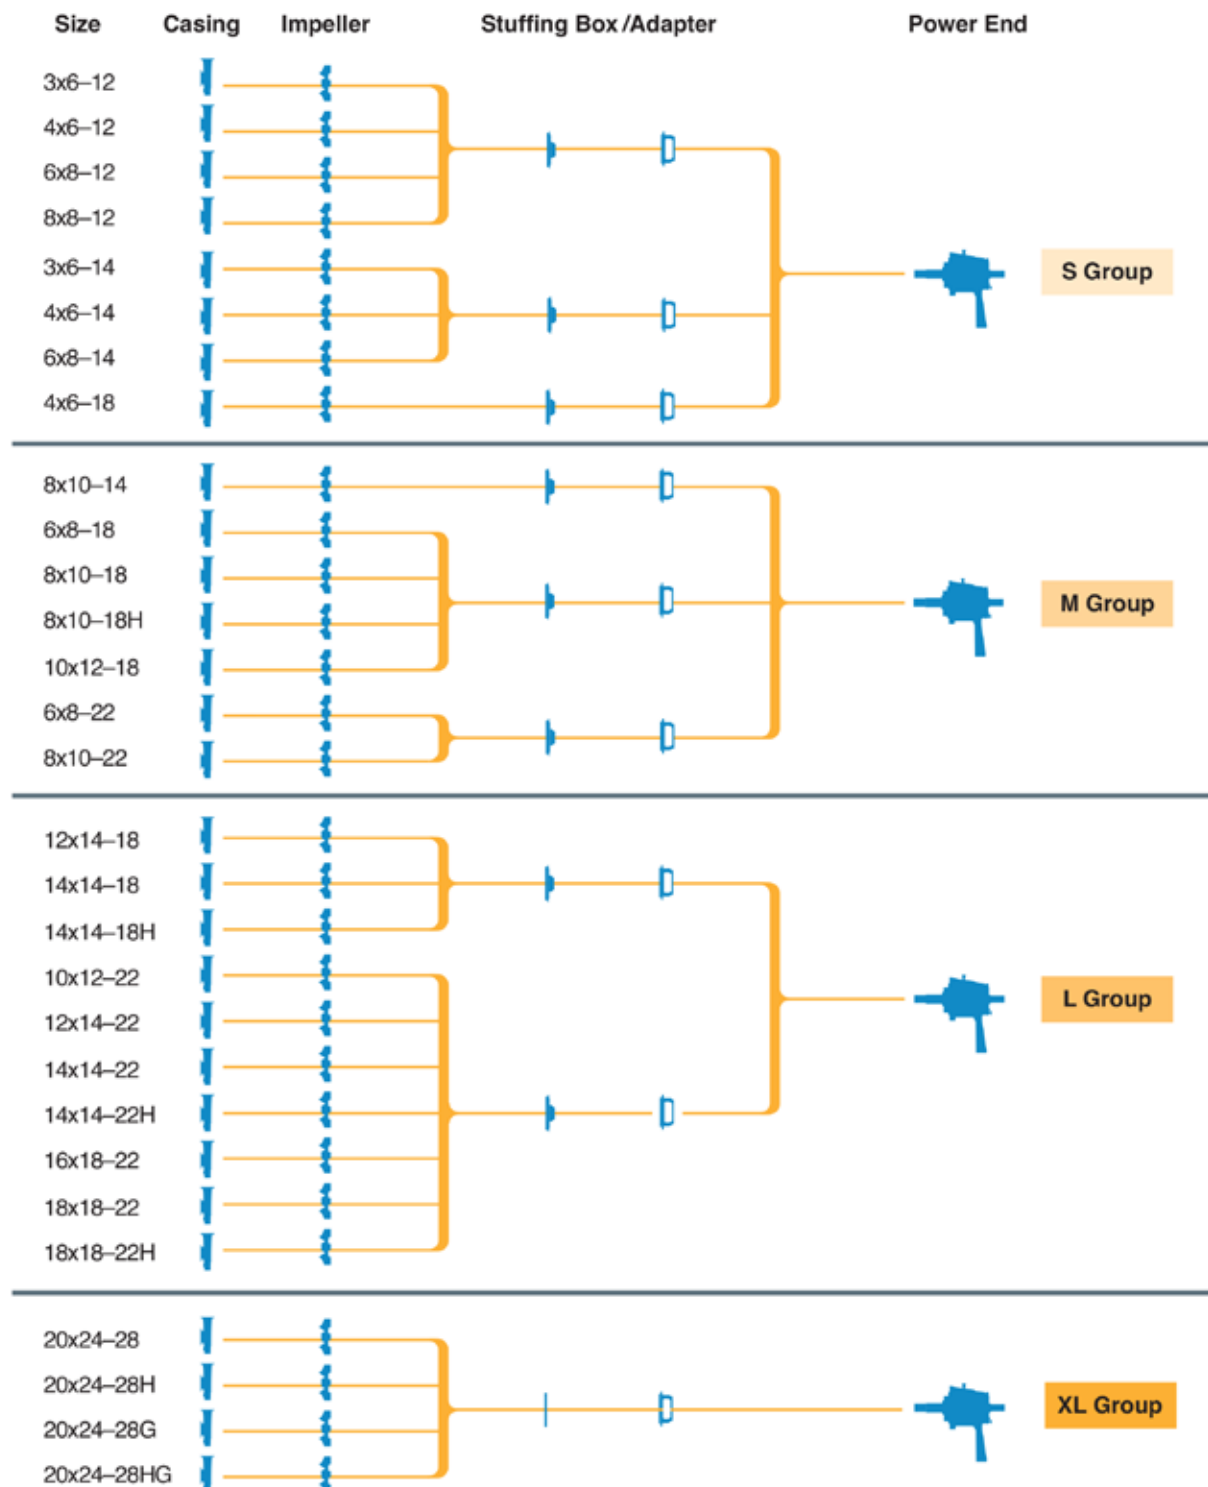 Size Casing Impeller Stuffing Box/Adapter Power End
3x6–12
4x6–12
6x8–12
8x8–12
3x6–14
S Group
4x6–14
6x8–14
4x6–18
8x10–14
6x8–18
8x10–18
M Group
8x10–18H
10x12–18
6x8–22
8x10–22
12x14–18
14x14–18
14x14–18H
10x12–22
L Group
12x14–22
14x14–22
14x14–22H
16x18–22
18x18–22
18x18–22H
20x24–28
20x24–28H
XL Group
20x24–28G
20x24–28HG